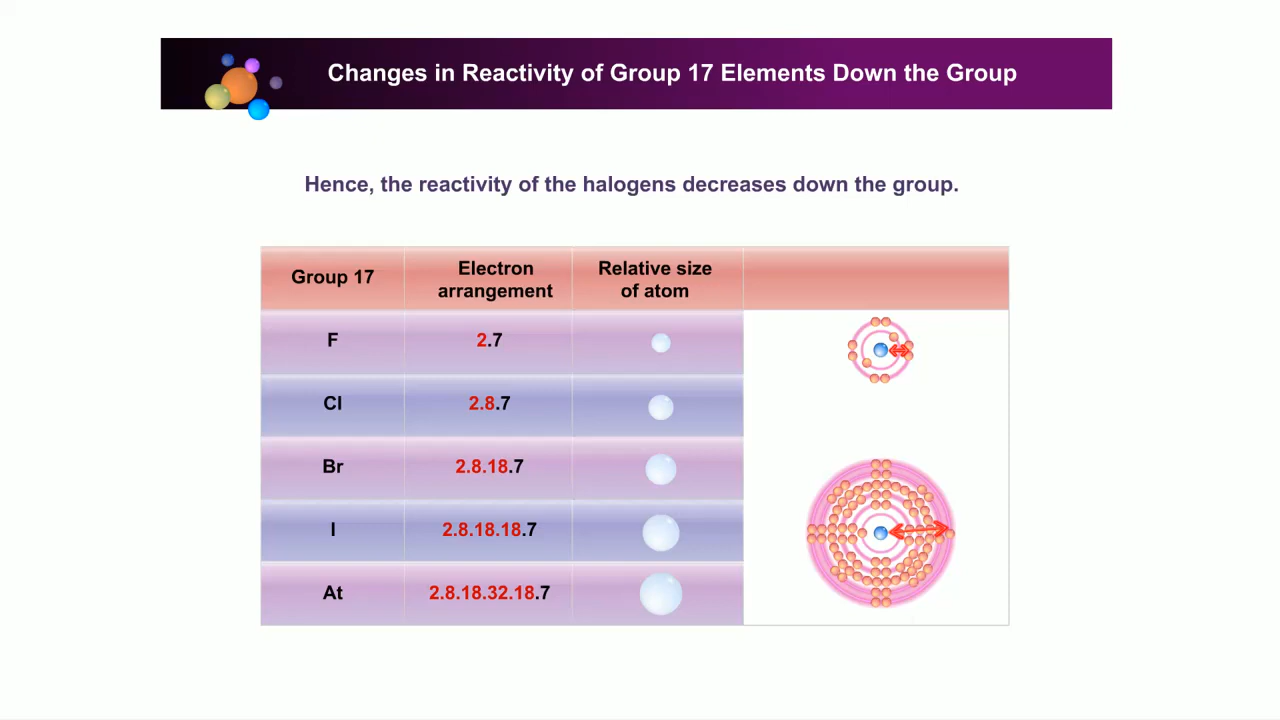 Changes in Reactivity of Group 17 Elements Down the Group
Hence, the reactivity of the halogens decreases down the group.
Group 17
Electron
arrangement
Relative size
of atom
F
2.7
Cl
2.8.7
Br
2.8.18.7
I
2.8.18.18.7
At
2.8.18.32.18.7